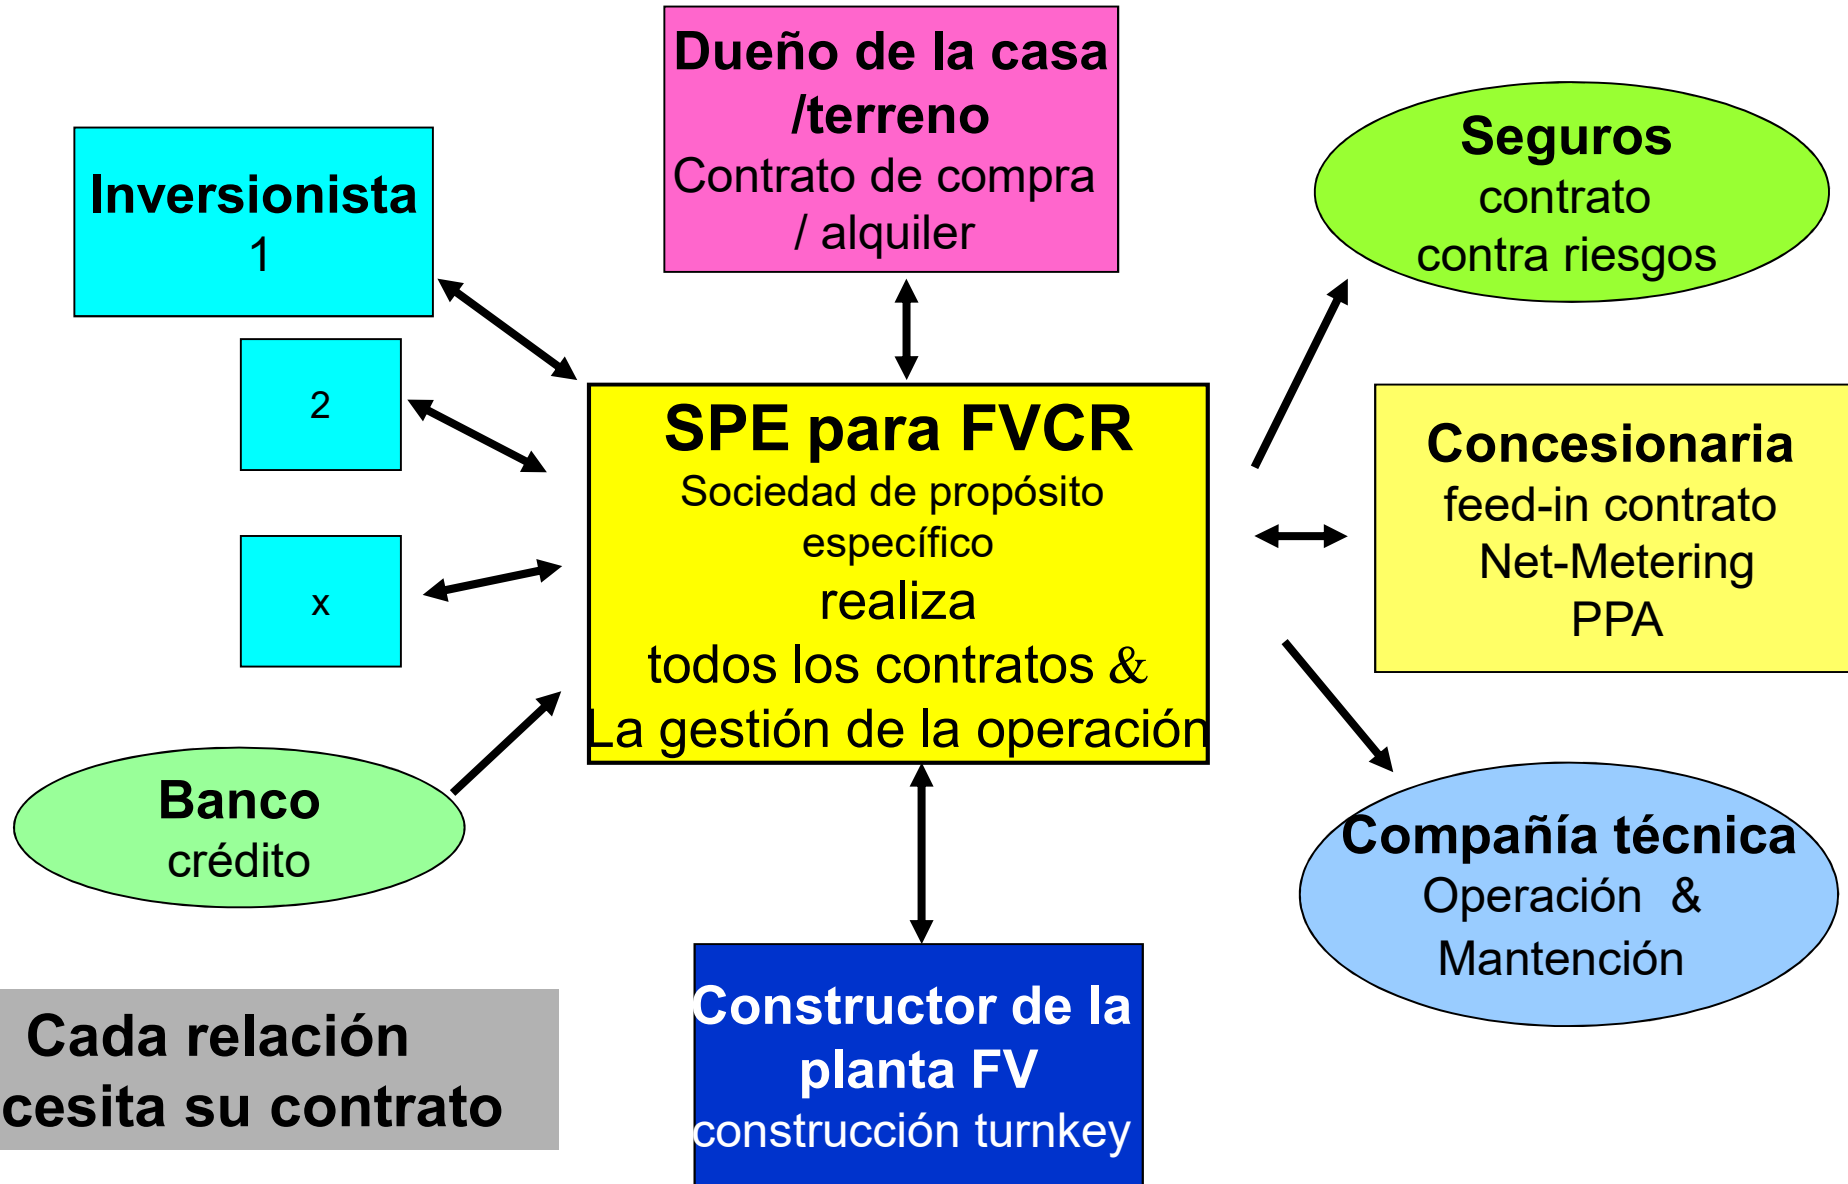 Dueño de la casa
/terreno
Contrato de compra
/ alquiler
Inversionista
1
2
x
Banco
crédito
SPE para FVCR
Sociedad de propósito
específico
realiza
todos los contratos &
La gestión de la operación
Seguros
contrato
contra riesgos
Concesionaria
feed-in contrato
Net-Metering
PPA
Compañía técnica
Operación & 
Mantención
Constructor de la
planta FV
construcción turnkey
Cada relación
cesita su contrato